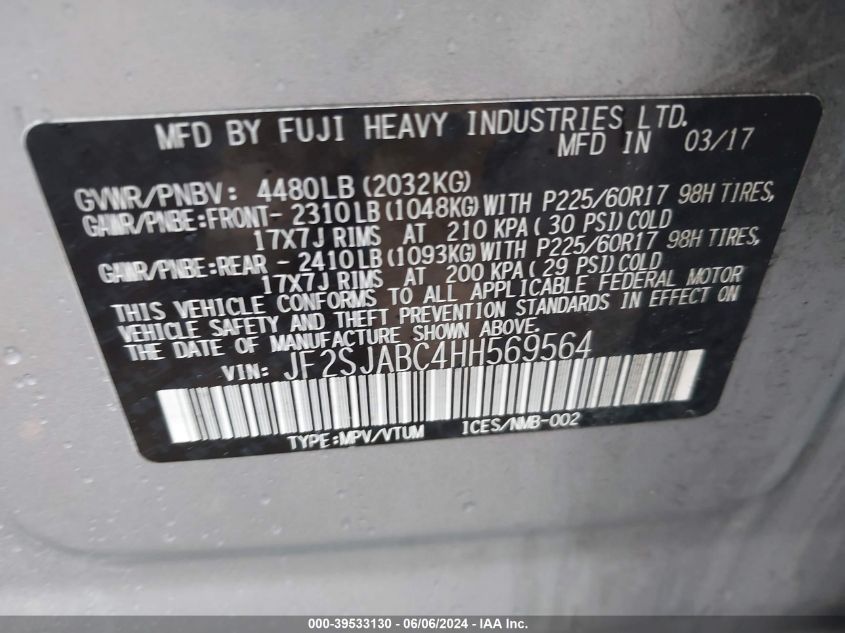 MFD BY FUJI HEAVY INDUSTRIES LTD.
MFD IN 03/17
GVWR/PNBV: 4480LB(2032KG)
GAWR/PNBE:FRONT- 2310LB(1048KG)WITH P225/60R17 98H TIRES,
17X7J RIMS AT 210 KPA( 30 PSI)COLD
GAWR/PNBE:REAR - 2410LB(1093KG)WITH P225/60R17 98H TIRES,
17X7J RIMS AT 200 KPA(29 PSI)COLD
THIS VEHICLE CONFORMS TO ALL APPLICABLE FEDERAL MOTOR
VEHICLE SAFETY AND THEFT PREVENTION STANDARDS IN EFFECT ON
THE DATE OF MANUFACTURE SHOWN ABOVE.
VIN: JF2SJABC4HH569564
TYPE:MPV/VTUM ICES/NMB-002
000-39533130 - 06/06/2024 - IAA Inc.